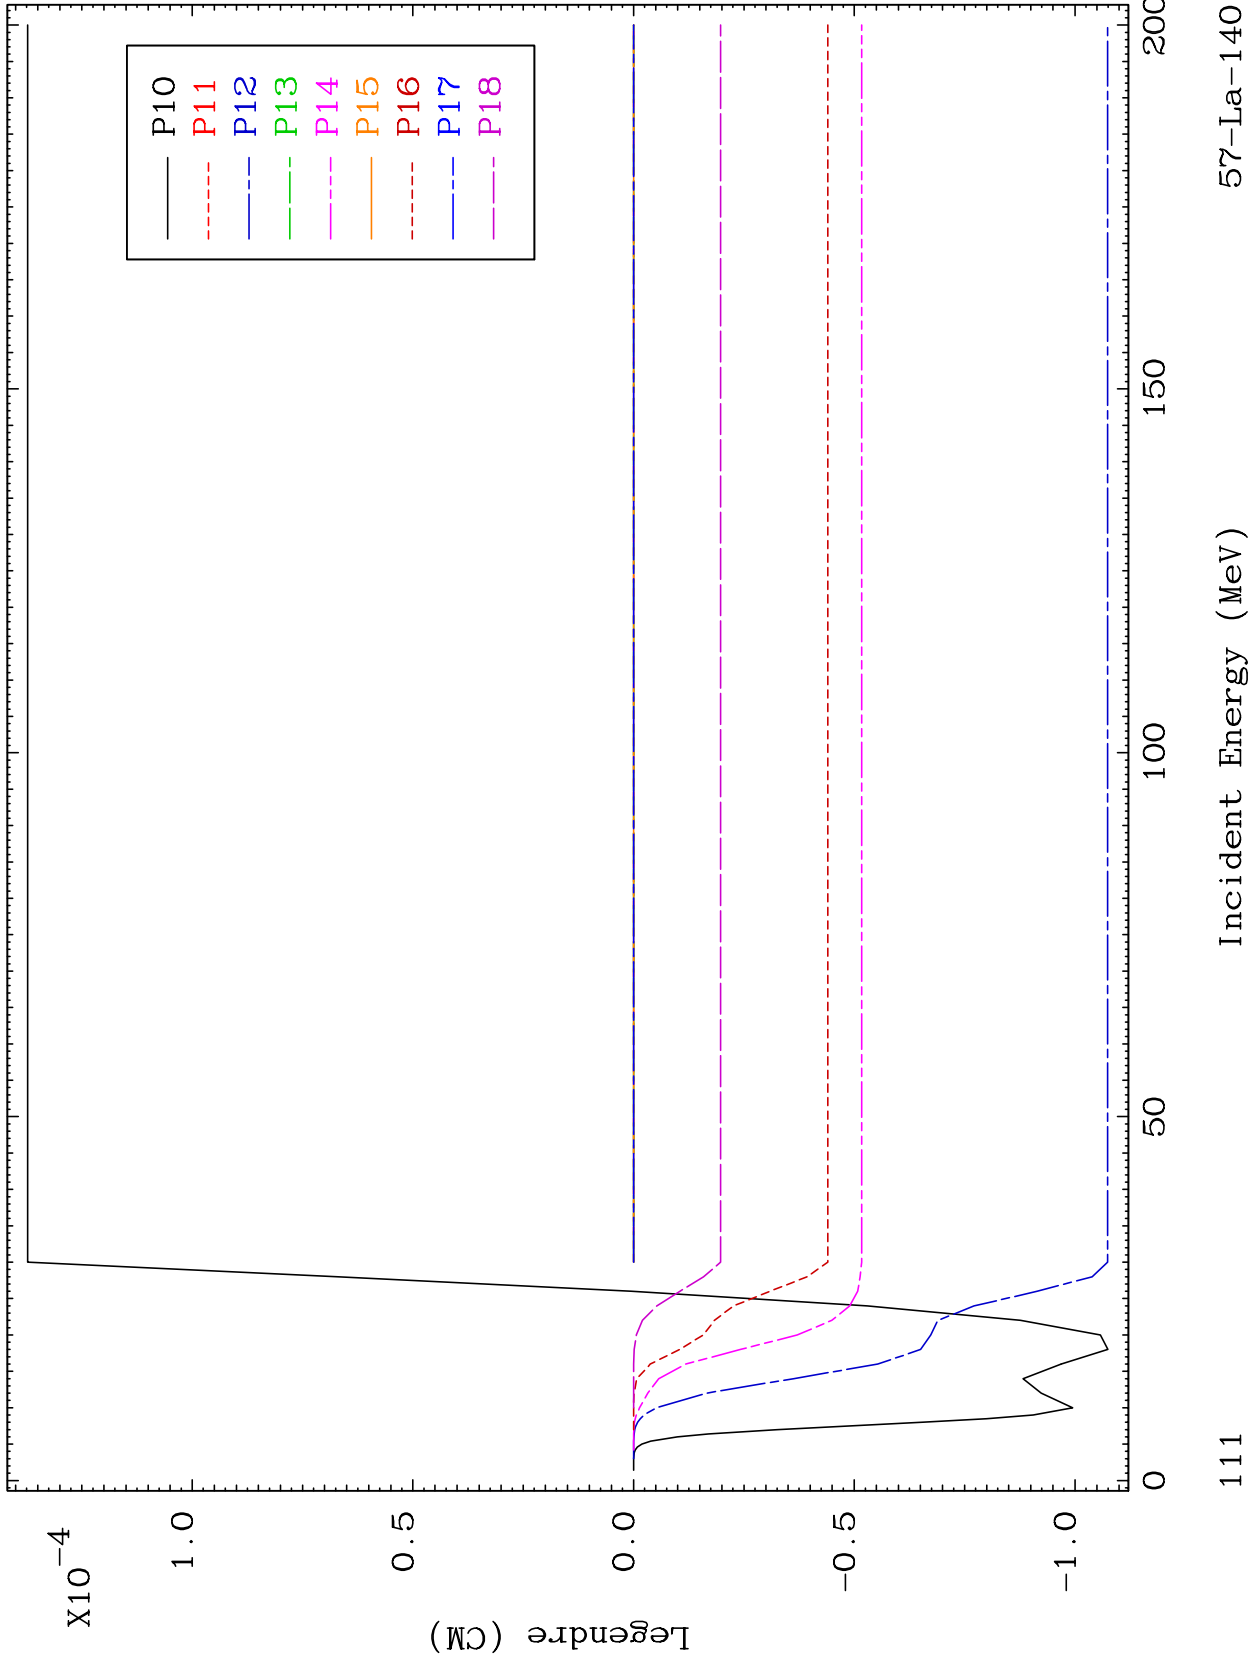 X10-4
1.0
0.5
0.0
-0.5
-1.0
Legendre (CM)
P10
P11
P12
P13
P14
P15
P16
P17
P18
0
50
100
150
200
Incident Energy (MeV)
111
57-La-140